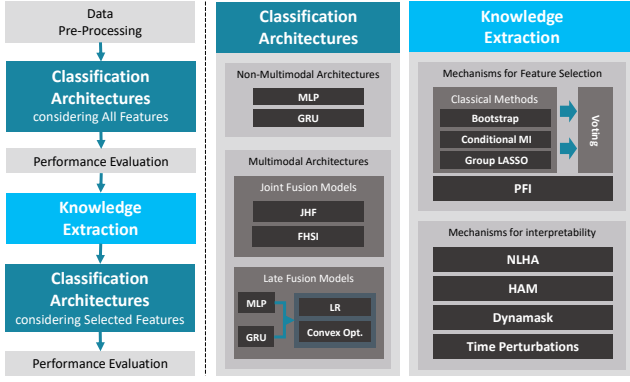 Data
Pre-Processing
Classification
Architectures
considering All Features
Performance Evaluation
Knowledge
Extraction
Classification
Architectures
considering Selected Features
Performance Evaluation
Classification
Architectures
Non-Multimodal Architectures
MLP
GRU
Multimodal Architectures
Joint Fusion Models
JHF
FHSI
Late Fusion Models
MLP
GRU
LR
Convex Opt.
Knowledge
Extraction
Mechanisms for Feature Selection
Classical Methods
Bootstrap
Conditional MI
Group LASSO
Voting
PFI
Mechanisms for interpretability
NLHA
HAM
Dynamask
Time Perturbations